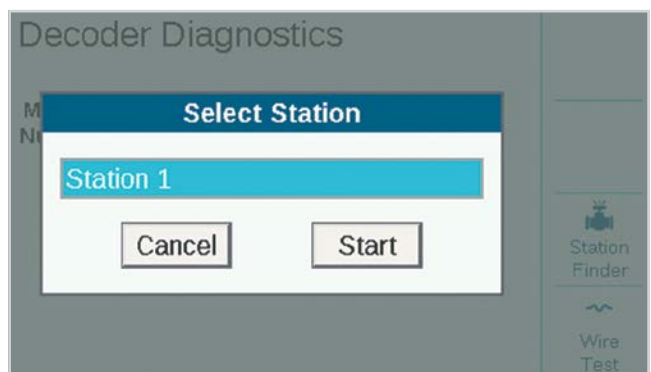 Decoder Diagnostics
Select Station
Station 1
Cancel
Start
Station
Finder
Wire
Test